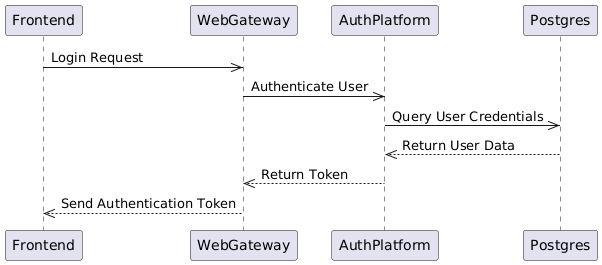 Frontend WebGateway AuthPlatform Postgres
Login Request
Authenticate User
Query User Credentials
Return User Data
Return Token
Send Authentication Token
Frontend WebGateway AuthPlatform Postgres